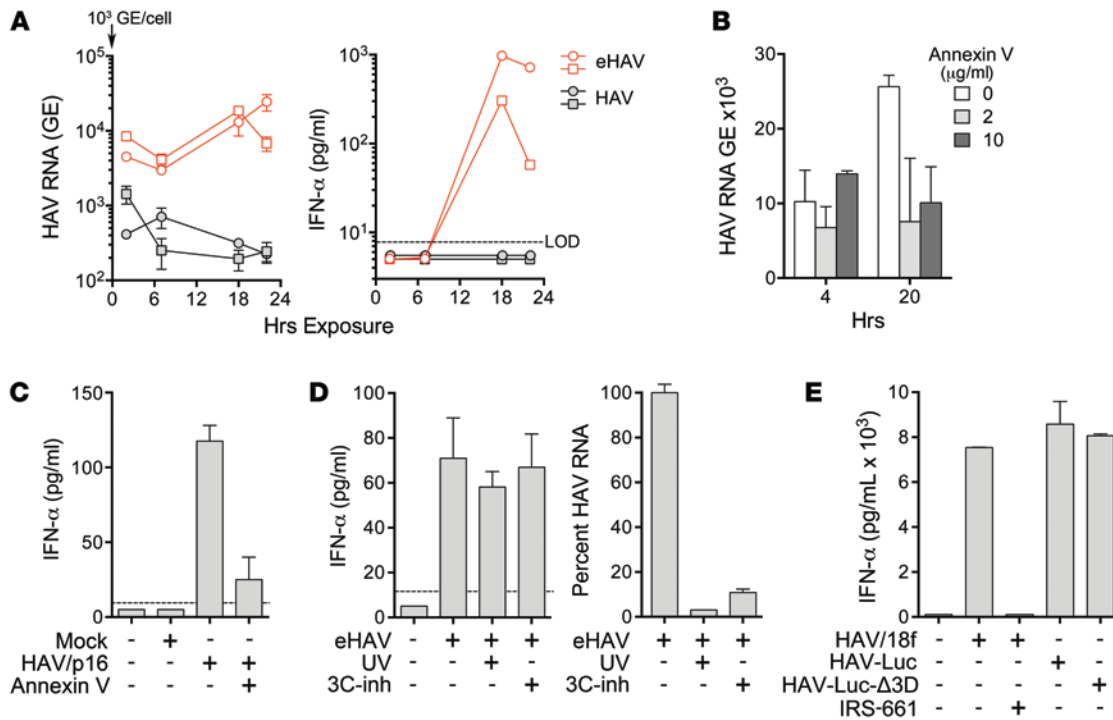 A
10³ GE/cell
HAV RNA (GE)
10⁵
10⁴
10³
10²
0 6 12 18 24
IFN-α (pg/ml)
10³
10²
10¹
LOD
0 6 12 18 24
Hrs Exposure
eHAV
HAV
B
HAV RNA GE x10³
30
20
10
0
4 20
Hrs
Annexin V
(μg/ml)
0
2
10
C
IFN-α (pg/ml)
150
100
50
0
Mock - + - -
HAV/p16 - - + +
Annexin V - - - +
D
IFN-α (pg/ml)
100
80
60
40
20
0
eHAV - + + +
UV - - + -
3C-inh - - - +
Percent HAV RNA
100
80
60
40
20
0
eHAV + + +
UV - + -
3C-inh - - +
E
IFN-α (pg/mL x 10³)
10
8
6
4
2
0
HAV/18f - + + - -
HAV-Luc - - - + -
HAV-Luc-Δ3D - - - - +
IRS-661 - - + - -